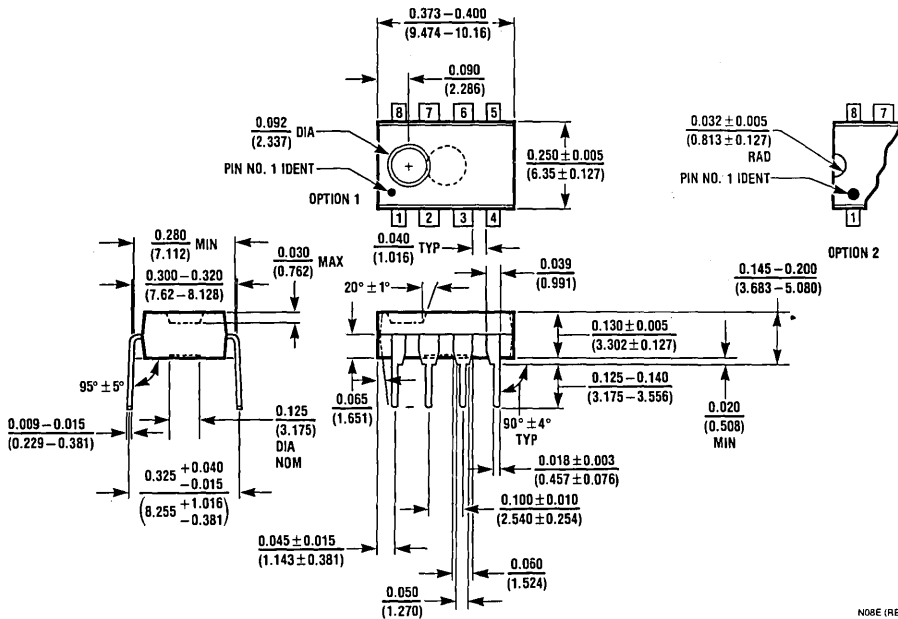 0.373–0.400
(9.474–10.16)
0.090
(2.286)
8 7 6 5
0.092 DIA
(2.337)
PIN NO. 1 IDENT
OPTION 1
1 2 3 4
0.250 ± 0.005
(6.35 ± 0.127)
0.032 ± 0.005
(0.813 ± 0.127)
RAD
PIN NO. 1 IDENT
8 7
1
OPTION 2
0.280 MIN
(7.112)
0.300–0.320
(7.62–8.128)
0.030 MAX
(0.762)
0.040 TYP
(1.016)
0.039
(0.991)
0.145–0.200
(3.683–5.080)
20° ± 1°
0.130 ± 0.005
(3.302 ± 0.127)
95° ± 5°
0.009–0.015
(0.229–0.381)
0.125
(3.175)
DIA
NOM
0.065
(1.651)
90° ± 4°
TYP
0.125–0.140
(3.175–3.556)
0.020
(0.508)
MIN
0.018 ± 0.003
(0.457 ± 0.076)
0.325 +0.040
−0.015
(8.255 +1.016
−0.381)
0.100 ± 0.010
(2.540 ± 0.254)
0.045 ± 0.015
(1.143 ± 0.381)
0.060
(1.524)
0.050
(1.270)
N08E (RE